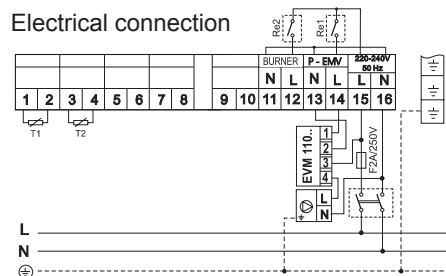 Electrical connection
Re2 Re1
BURNER P - EMV 220-240V
50 Hz
N L N L L N
1 2 3 4 5 6 7 8 9 10 11 12 13 14 15 16
T1 T2
EVM 110..
1
2
3
4
F2A/250V
L
N
L
N